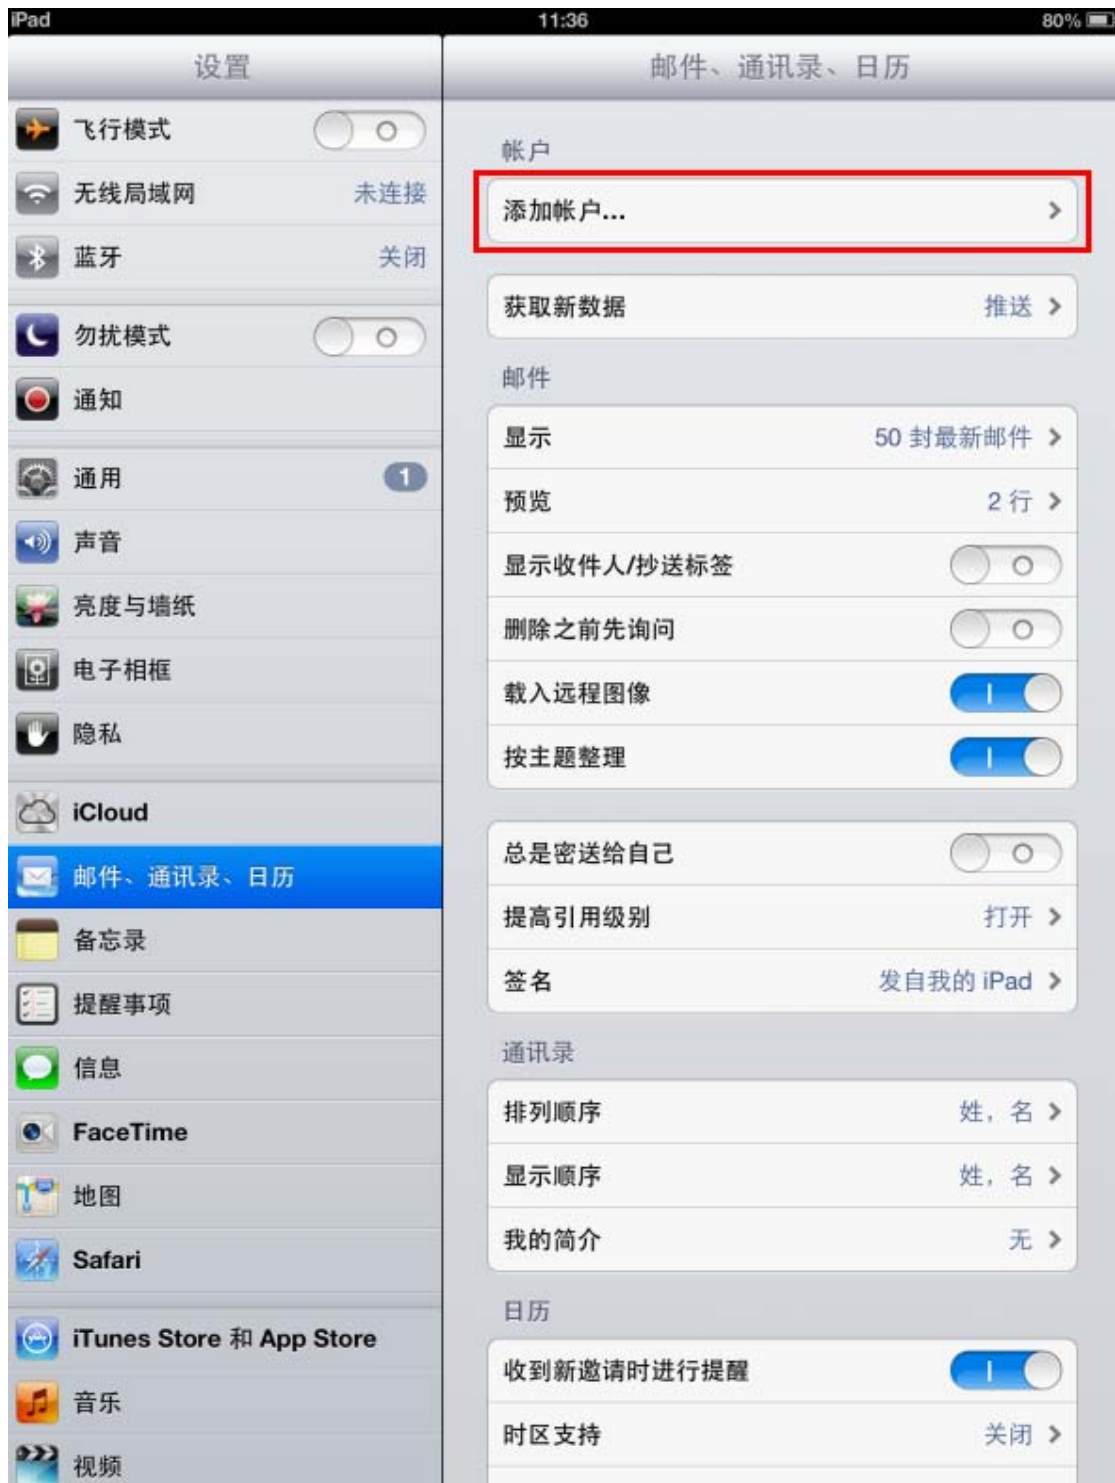 iPad 11:36 80%
设置
飞行模式
无线局域网 未连接
蓝牙 关闭
勿扰模式
通知
通用 1
声音
亮度与墙纸
电子相框
隐私
iCloud
邮件、通讯录、日历
备忘录
提醒事项
信息
FaceTime
地图
Safari
iTunes Store 和 App Store
音乐
视频
邮件、通讯录、日历
帐户
添加帐户...
获取新数据 推送
邮件
显示 50 封最新邮件
预览 2 行
显示收件人/抄送标签
删除之前先询问
载入远程图像
按主题整理
总是密送给自己
提高引用级别 打开
签名 发自我的 iPad
通讯录
排列顺序 姓，名
显示顺序 姓，名
我的简介 无
日历
收到新邀请时进行提醒
时区支持 关闭